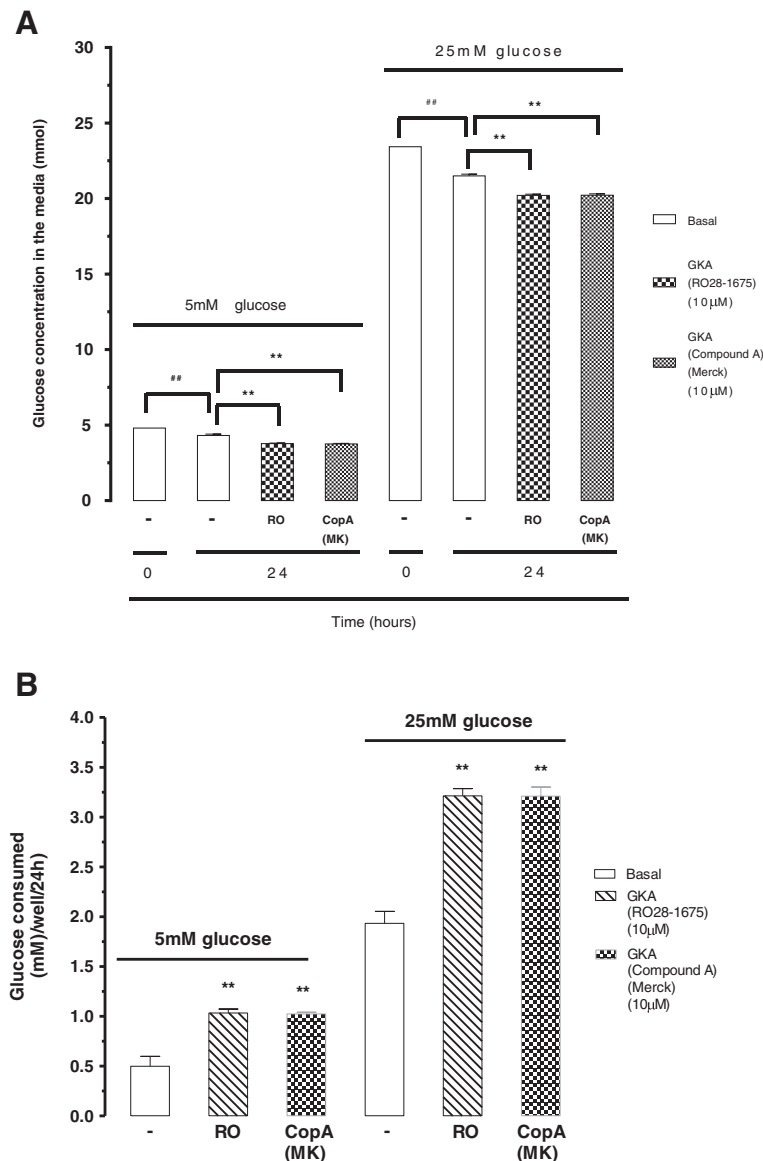 A
30
25
20
15
10
5
0
Glucose concentration in the media (mmol)
25mM glucose
##
**
**
5mM glucose
##
**
**
Basal
GKA
(RO28-1675)
(10μM)
GKA
(Compound A)
(Merck)
(10μM)
- - RO CopA - - RO CopA
(MK) (MK)
0 24 0 24
Time (hours)
B
4.0
3.5
3.0
2.5
2.0
1.5
1.0
0.5
0.0
Glucose consumed
(mM)/well/24h)
25mM glucose
** **
5mM glucose
** **
Basal
GKA
(RO28-1675)
(10μM)
GKA
(Compound A)
(Merck)
(10μM)
- RO CopA - RO CopA
(MK) (MK)